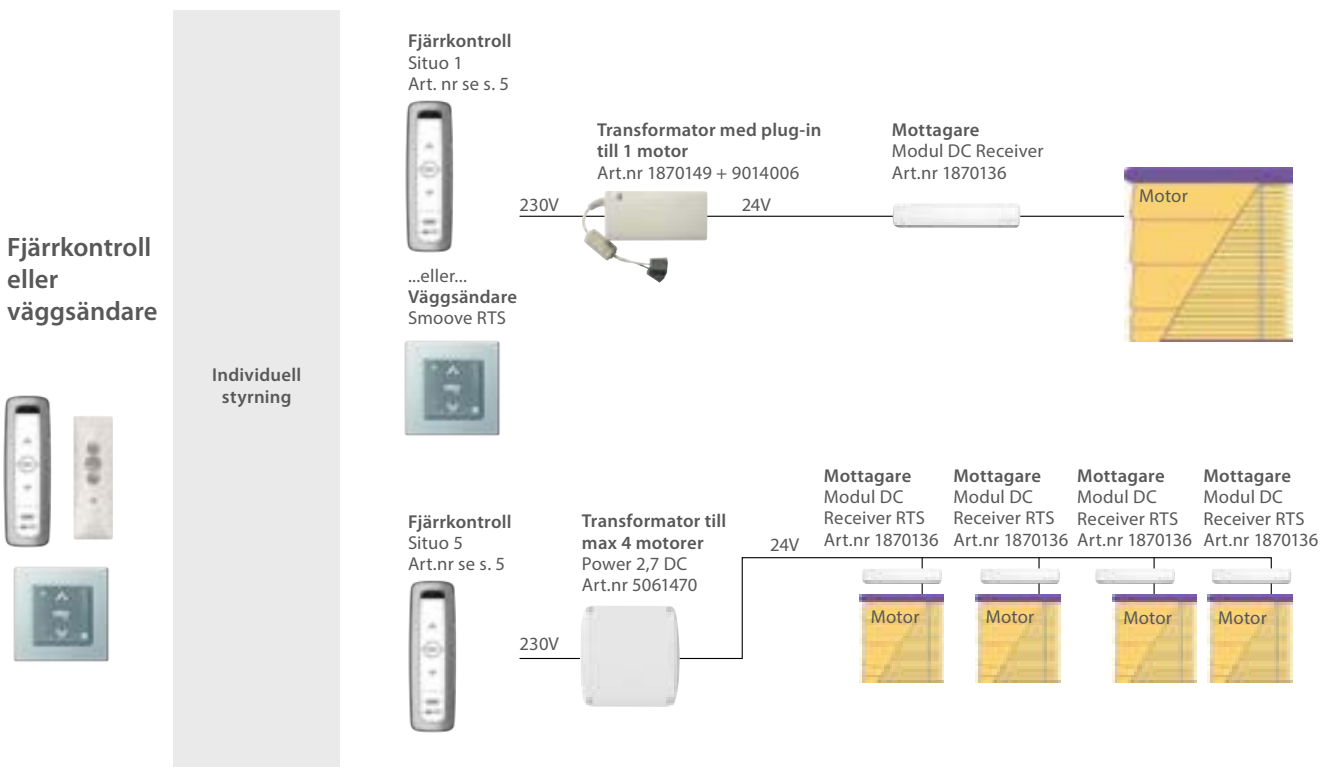 Fjärrkontroll
eller
väggsändare
Individuell
styrning
Fjärrkontroll
Situo 1
Art. nr se s. 5
...eller...
Väggsändare
Smoove RTS
230V
Transformator med plug-in
till 1 motor
Art.nr 1870149 + 9014006
24V
Mottagare
Modul DC Receiver
Art.nr 1870136
Motor
Fjärrkontroll
Situo 5
Art.nr se s. 5
230V
Transformator till
max 4 motorer
Power 2,7 DC
Art.nr 5061470
24V
Mottagare
Modul DC
Receiver RTS
Art.nr 1870136
Mottagare
Modul DC
Receiver RTS
Art.nr 1870136
Mottagare
Modul DC
Receiver RTS
Art.nr 1870136
Mottagare
Modul DC
Receiver RTS
Art.nr 1870136
Motor
Motor
Motor
Motor